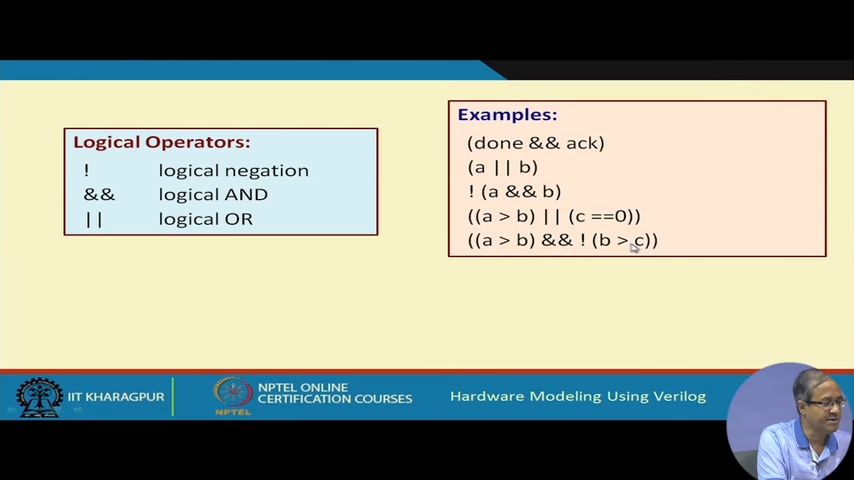 Logical Operators:
! logical negation
&& logical AND
|| logical OR
Examples:
(done && ack)
(a || b)
! (a && b)
((a > b) || (c ==0))
((a > b) && ! (b > c))
IIT KHARAGPUR
NPTEL
NPTEL ONLINE
CERTIFICATION COURSES
Hardware Modeling Using Verilog